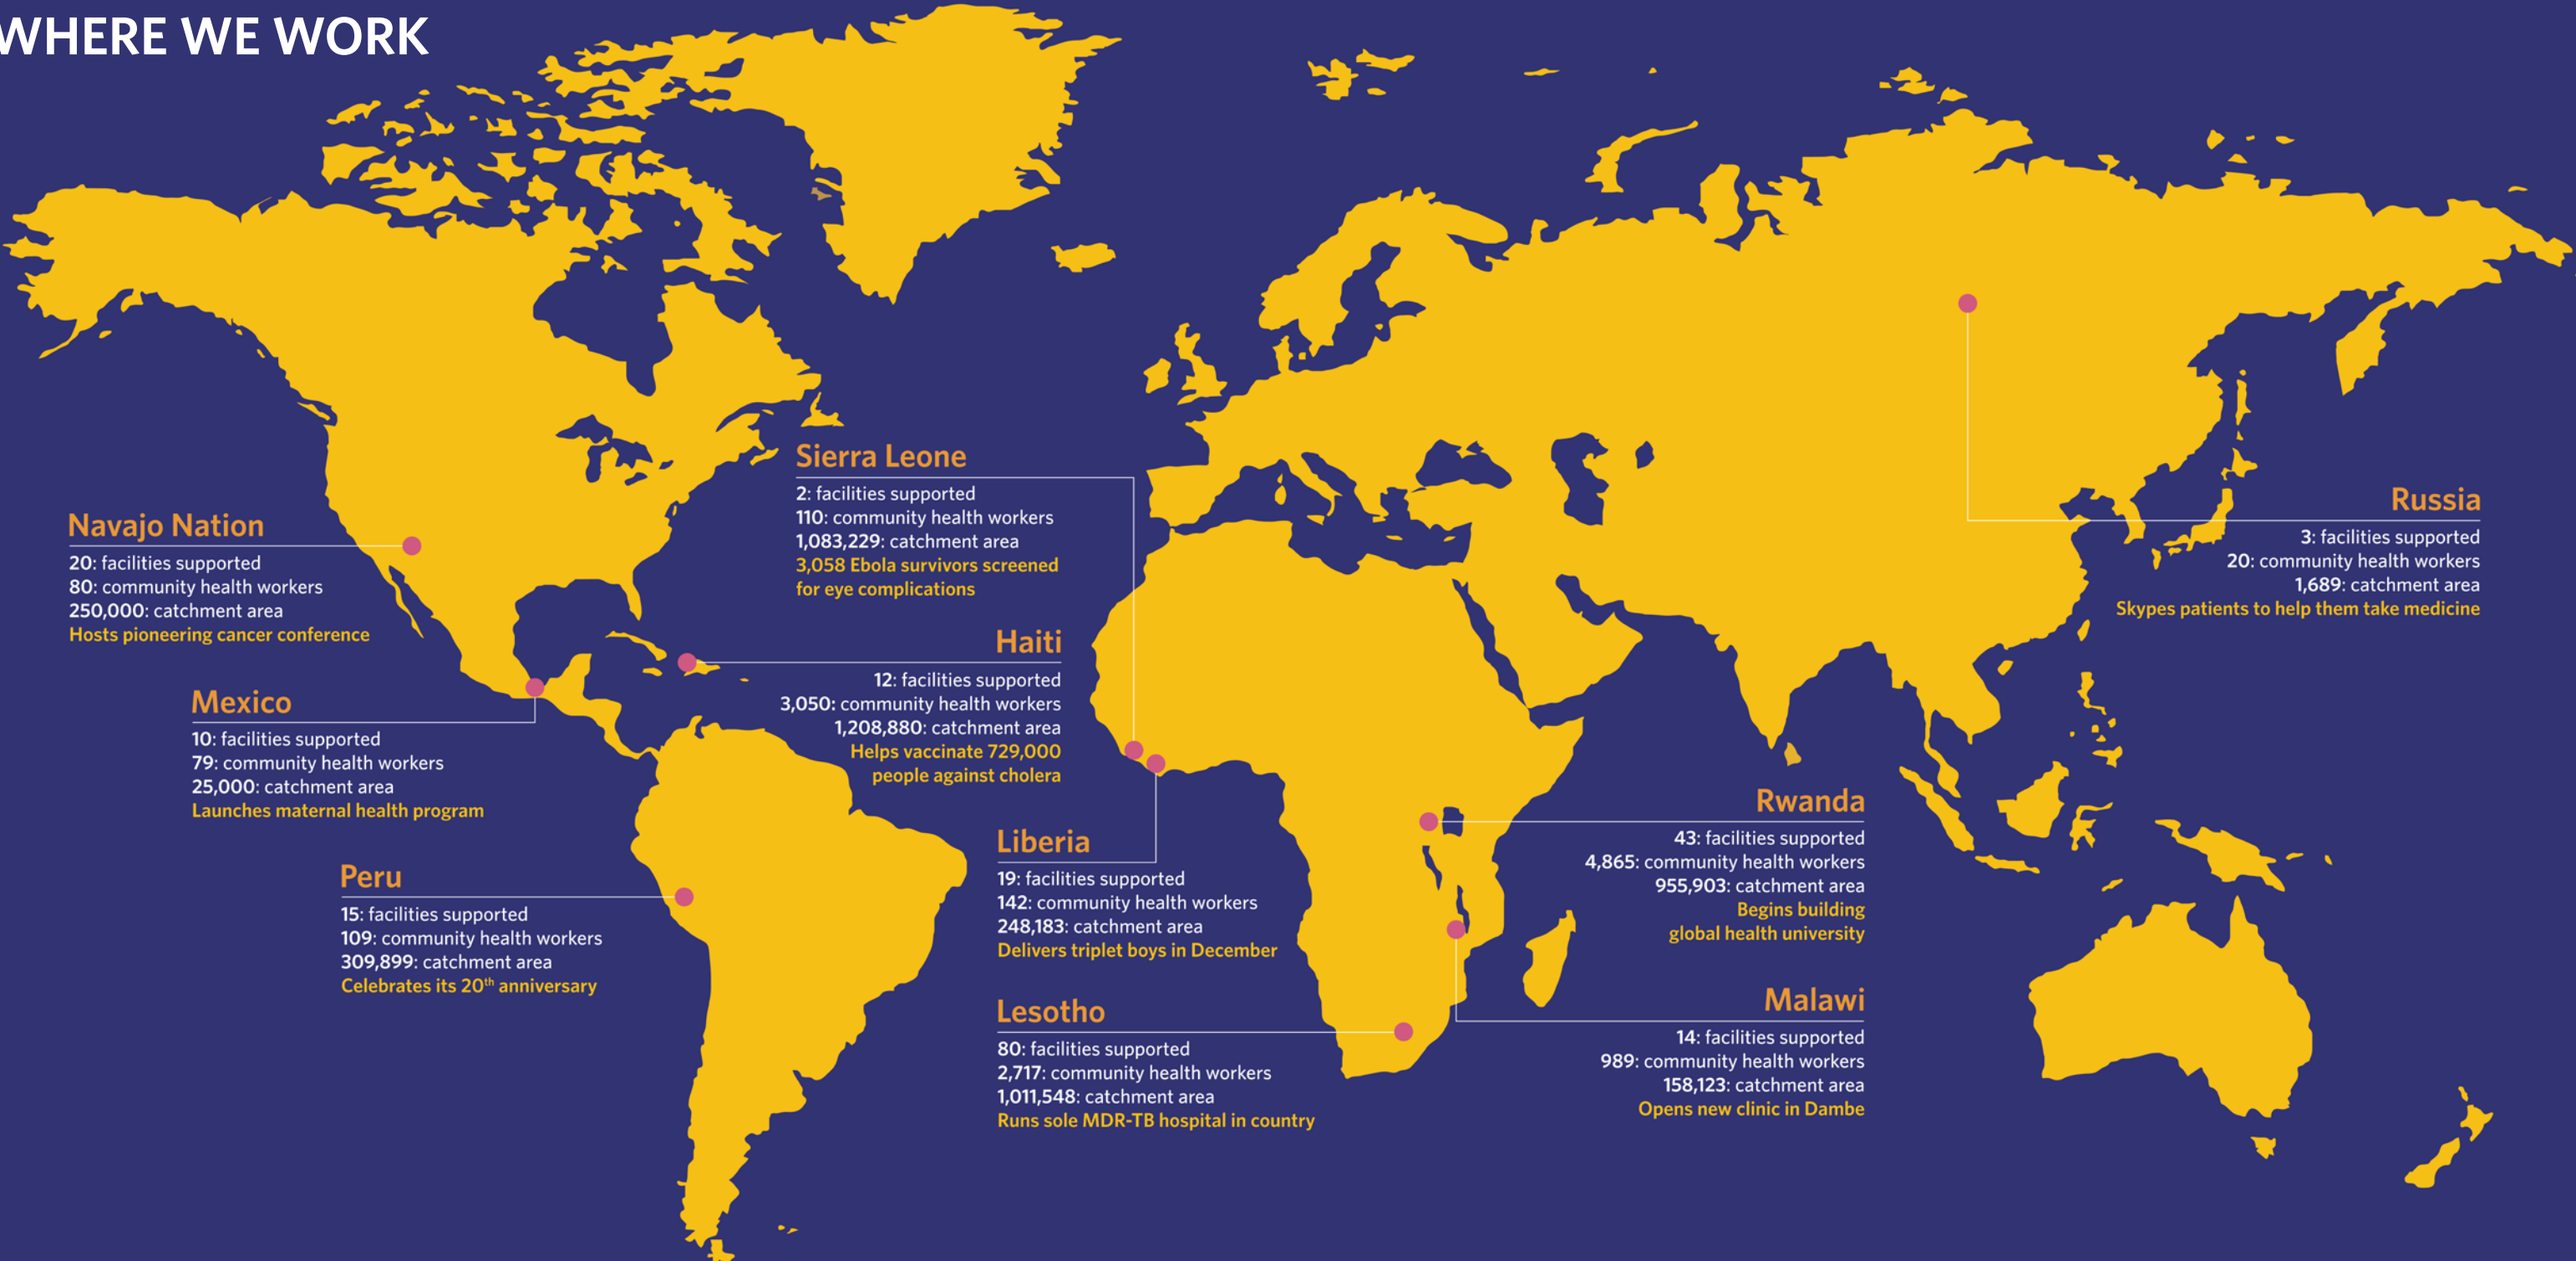 WHERE WE WORK
Navajo Nation
20: facilities supported
80: community health workers
250,000: catchment area
Hosts pioneering cancer conference
Mexico
10: facilities supported
79: community health workers
25,000: catchment area
Launches maternal health program
Peru
15: facilities supported
109: community health workers
309,899: catchment area
Celebrates its 20th anniversary
Sierra Leone
2: facilities supported
110: community health workers
1,083,229: catchment area
3,058 Ebola survivors screened
for eye complications
Haiti
12: facilities supported
3,050: community health workers
1,208,880: catchment area
Helps vaccinate 729,000
people against cholera
Liberia
19: facilities supported
142: community health workers
248,183: catchment area
Delivers triplet boys in December
Lesotho
80: facilities supported
2,717: community health workers
1,011,548: catchment area
Runs sole MDR-TB hospital in country
Russia
3: facilities supported
20: community health workers
1,689: catchment area
Skypes patients to help them take medicine
Rwanda
43: facilities supported
4,865: community health workers
955,903: catchment area
Begins building
global health university
Malawi
14: facilities supported
989: community health workers
158,123: catchment area
Opens new clinic in Dambe